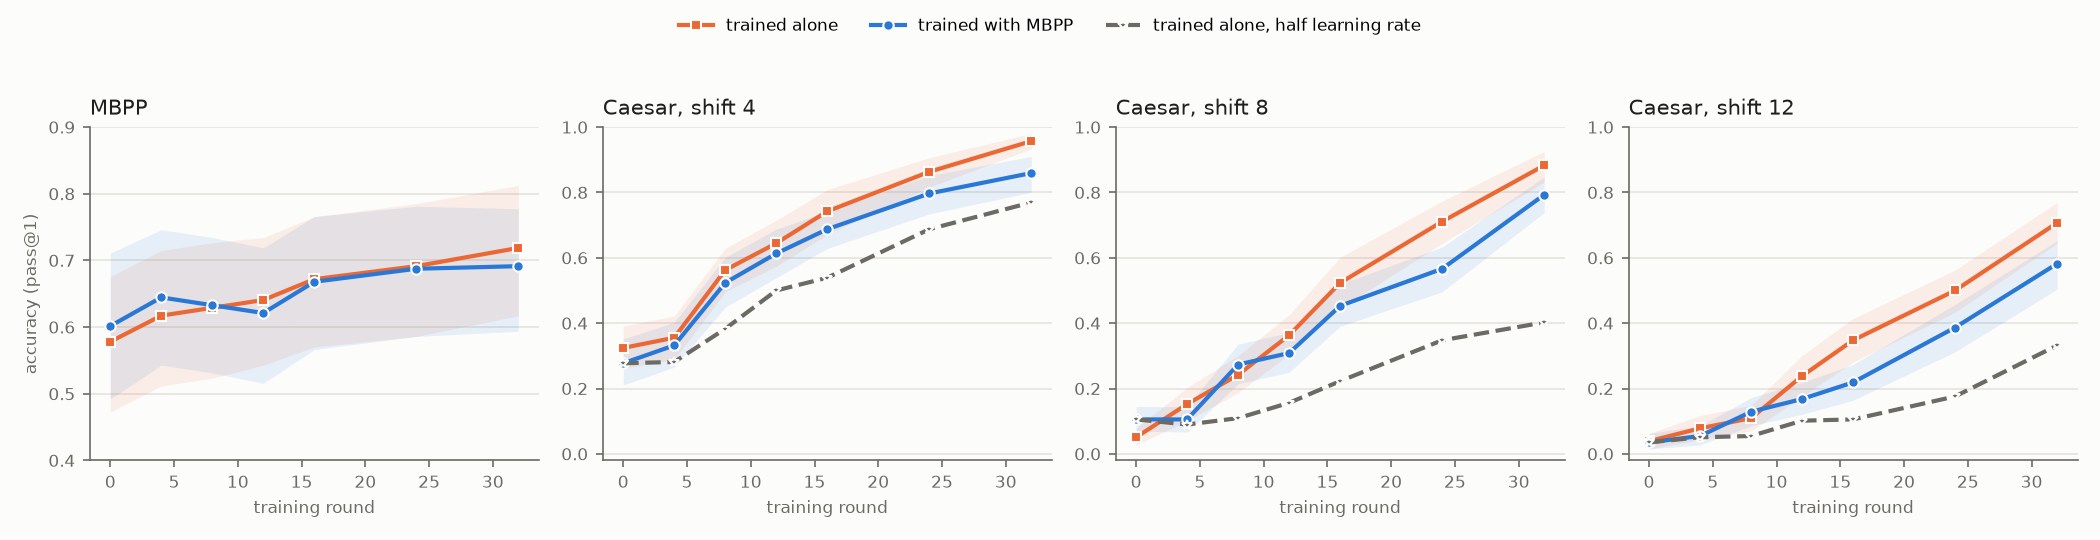 trained alone trained with MBPP trained alone, half learning rate
MBPP
accuracy (pass@1)
0.9
0.8
0.7
0.6
0.5
0.4
0 5 10 15 20 25 30
training round
Caesar, shift 4
1.0
0.8
0.6
0.4
0.2
0.0
0 5 10 15 20 25 30
training round
Caesar, shift 8
1.0
0.8
0.6
0.4
0.2
0.0
0 5 10 15 20 25 30
training round
Caesar, shift 12
1.0
0.8
0.6
0.4
0.2
0.0
0 5 10 15 20 25 30
training round